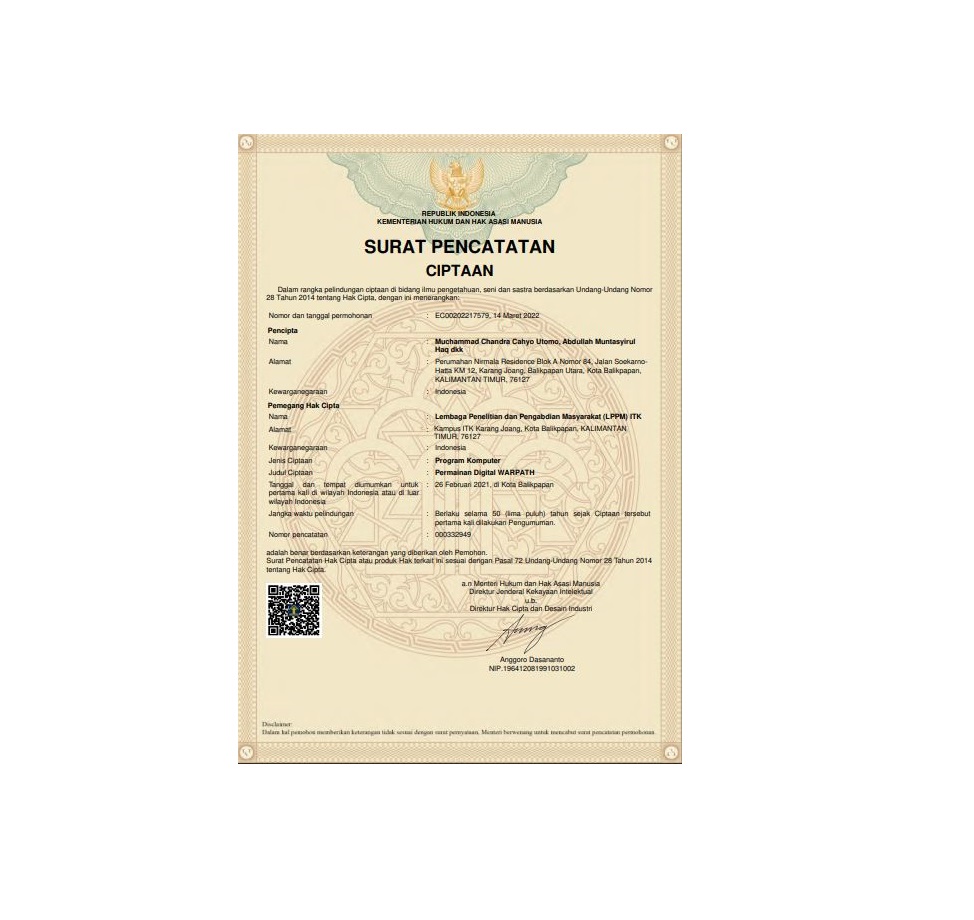 REPUBLIK INDONESIA
KEMENTERIAN HUKUM DAN HAK ASASI MANUSIA
SURAT PENCATATAN
CIPTAAN
Dalam rangka pelindungan ciptaan di bidang ilmu pengetahuan, seni dan sastra berdasarkan Undang-Undang Nomor
28 Tahun 2014 tentang Hak Cipta, dengan ini menerangkan:
Nomor dan tanggal permohonan : EC00202217579, 14 Maret 2022
Pencipta
Nama : Muchammad Chandra Cahyo Utomo, Abdullah Muntasyirul
Haq dkk
Alamat : Perumahan Nirmala Residence Blok A Nomor 84, Jalan Soekarno-
Hatta KM 12, Karang Joang, Balikpapan Utara, Kota Balikpapan,
KALIMANTAN TIMUR, 76127
Kewarganegaraan : Indonesia
Pemegang Hak Cipta
Nama : Lembaga Penelitian dan Pengabdian Masyarakat (LPPM) ITK
Alamat : Kampus ITK Karang Joang, Kota Balikpapan, KALIMANTAN
TIMUR, 76127
Kewarganegaraan : Indonesia
Jenis Ciptaan : Program Komputer
Judul Ciptaan : Permainan Digital WARPATH
Tanggal dan tempat diumumkan untuk : 26 Februari 2021, di Kota Balikpapan
pertama kali di wilayah Indonesia atau di luar
wilayah Indonesia
Jangka waktu pelindungan : Berlaku selama 50 (lima puluh) tahun sejak Ciptaan tersebut
pertama kali dilakukan Pengumuman.
Nomor pencatatan : 000332949
adalah benar berdasarkan keterangan yang diberikan oleh Pemohon.
Surat Pencatatan Hak Cipta atau produk Hak terkait ini sesuai dengan Pasal 72 Undang-Undang Nomor 28 Tahun 2014
tentang Hak Cipta.
a.n Menteri Hukum dan Hak Asasi Manusia
Direktur Jenderal Kekayaan Intelektual
u.b.
Direktur Hak Cipta dan Desain Industri
Anggoro Dasananto
NIP.196412081991031002
Disclaimer:
Dalam hal pemohon memberikan keterangan tidak sesuai dengan surat pernyataan, Menteri berwenang untuk mencabut surat pencatatan permohonan.